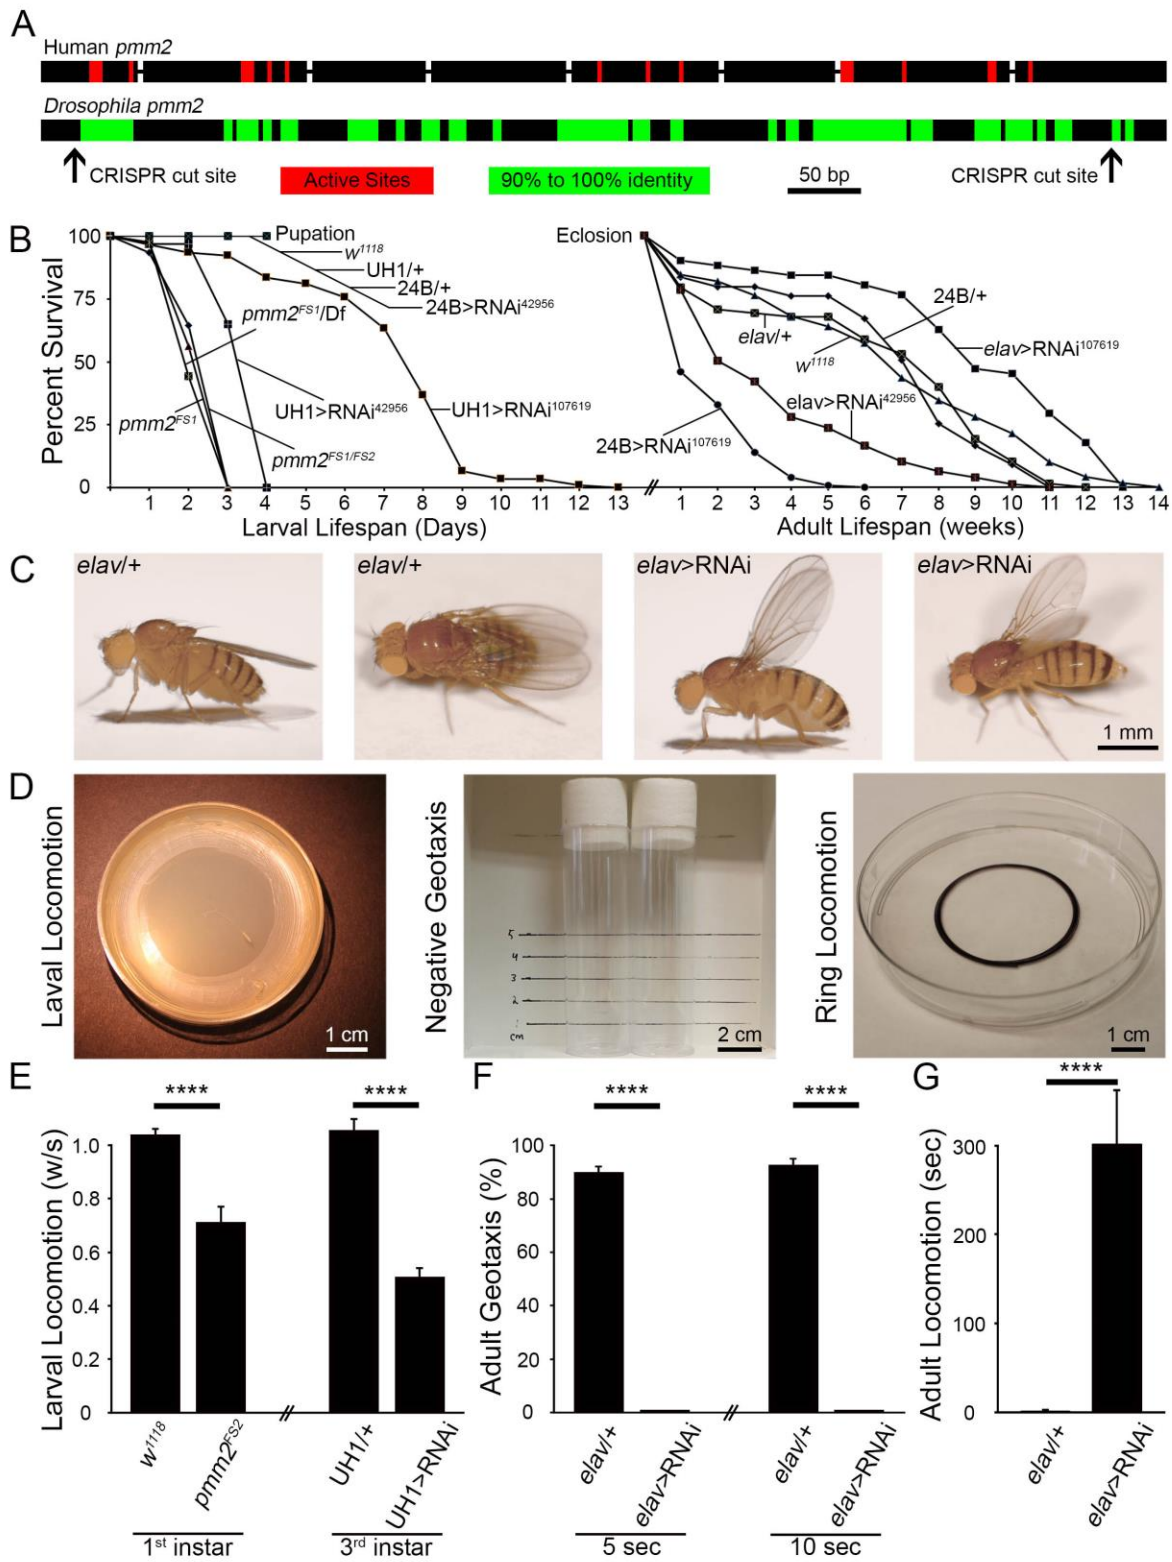 A
Human pmm2
Drosophila pmm2
CRISPR cut site
Active Sites
90% to 100% identity
50 bp
CRISPR cut site
B
Percent Survival
100
75
50
25
0
Pupation
w1118
UH1/+
24B/+
24B>RNAi42956
pmm2FS1/Df
pmm2FS1
UH1>RNAi42956
pmm2FS1/FS2
UH1>RNAi107619
1 2 3 4 5 6 7 8 9 10 11 12 13
Larval Lifespan (Days)
Eclosion
24B/+
elav/+
w1118
elav>RNAi107619
elav>RNAi42956
24B>RNAi107619
1 2 3 4 5 6 7 8 9 10 11 12 13 14
Adult Lifespan (weeks)
C
elav/+
elav/+
elav>RNAi
elav>RNAi
1 mm
D
Laval Locomotion
1 cm
Negative Geotaxis
5
4
3
2
1
cm
2 cm
Ring Locomotion
1 cm
E
Larval Locomotion (w/s)
1.0
0.8
0.6
0.4
0.2
0
****
****
w1118
pmm2FS2
UH1/+
UH1>RNAi
1st instar
3rd instar
F
Adult Geotaxis (%)
100
80
60
40
20
0
****
****
elav/+
elav>RNAi
elav/+
elav>RNAi
5 sec
10 sec
G
Adult Locomotion (sec)
300
200
100
0
****
elav/+
elav>RNAi